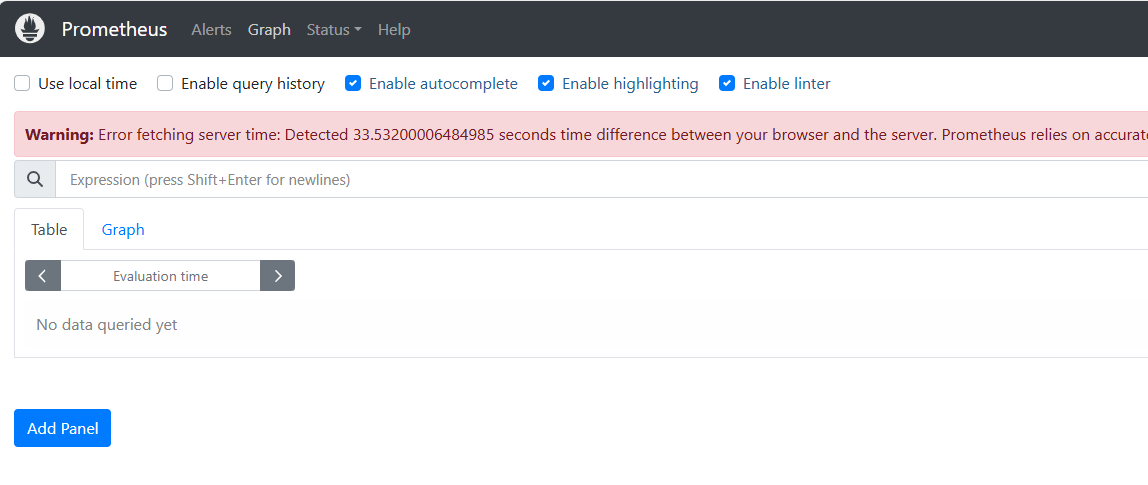 Prometheus Alerts Graph Status Help
Use local time Enable query history Enable autocomplete Enable highlighting Enable linter
Warning: Error fetching server time: Detected 33.53200006484985 seconds time difference between your browser and the server. Prometheus relies on accurate
Expression (press Shift+Enter for newlines)
Table Graph
Evaluation time
No data queried yet
Add Panel